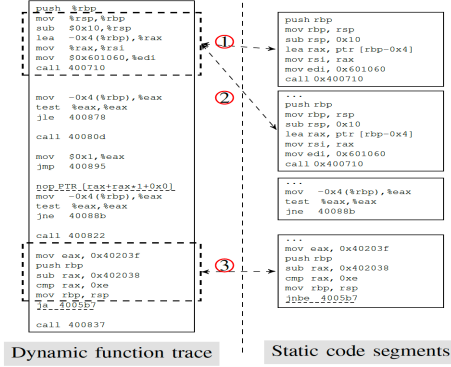 push %rbp
mov %rsp,%rbp
sub $0x10,%rsp
lea -0x4(%rbp),%rax
mov %rax,%rsi
mov $0x601060,%edi
call 400710
mov -0x4(%rbp),%eax
test %eax,%eax
jle 400878
call 40080d
mov $0x1,%eax
jmp 400895
nop PTR [rax+rax*1+0x0]
mov -0x4(%rbp),%eax
test %eax,%eax
jne 40088b
call 400822
mov eax, 0x40203f
push rbp
sub rax, 0x402038
cmp rax, 0xe
mov rbp, rsp
ja 4005b7
call 400837
Dynamic function trace
1
2
3
push rbp
mov rbp, rsp
sub rsp, 0x10
lea rax, ptr [rbp-0x4]
mov rsi, rax
mov edi, 0x601060
call 0x400710
...
push rbp
mov rbp, rsp
sub rsp, 0x10
lea rax, ptr [rbp-0x4]
mov rsi, rax
mov edi, 0x601060
call 0x400710
...
mov -0x4(%rbp),%eax
test %eax,%eax
jne 40088b
...
mov eax, 0x40203f
push rbp
sub rax, 0x402038
cmp rax, 0xe
mov rbp, rsp
jnbe 4005b7
Static code segments